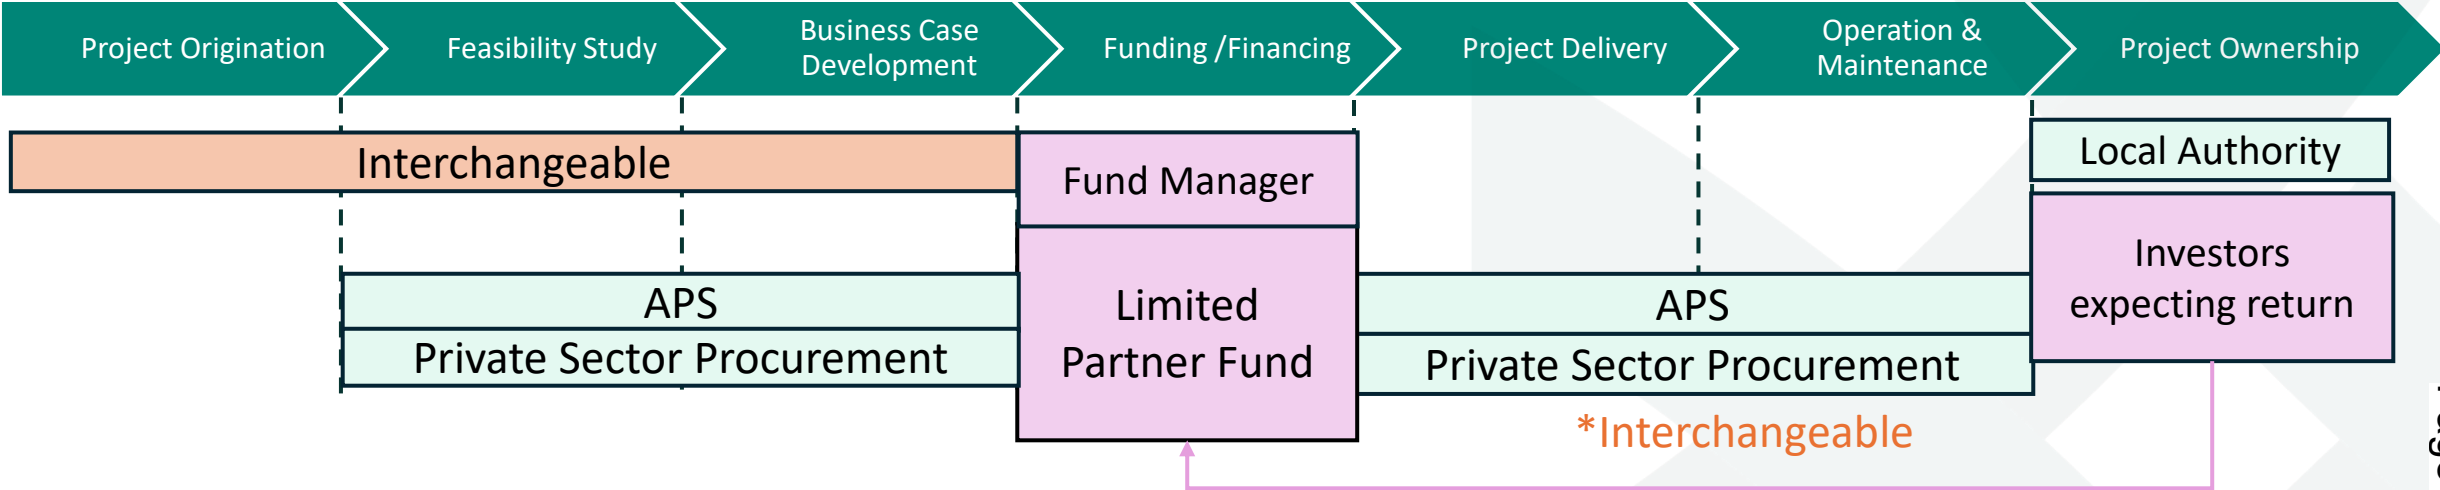 Project Origination
Feasibility Study
Business Case
Development
Funding /Financing
Project Delivery
Operation &
Maintenance
Project Ownership
Interchangeable
Fund Manager
Local Authority
Investors
expecting return
APS
Private Sector Procurement
Limited
Partner Fund
APS
Private Sector Procurement
*Interchangeable